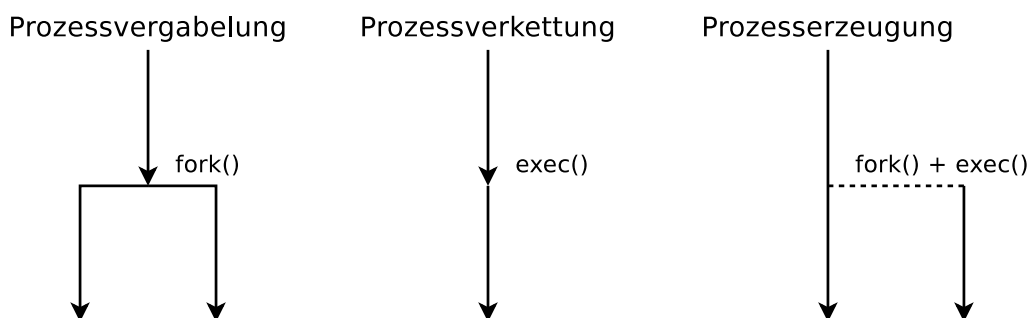 Prozessvergabelung
Prozessverkettung
Prozesserzeugung
fork()
exec()
fork() + exec()